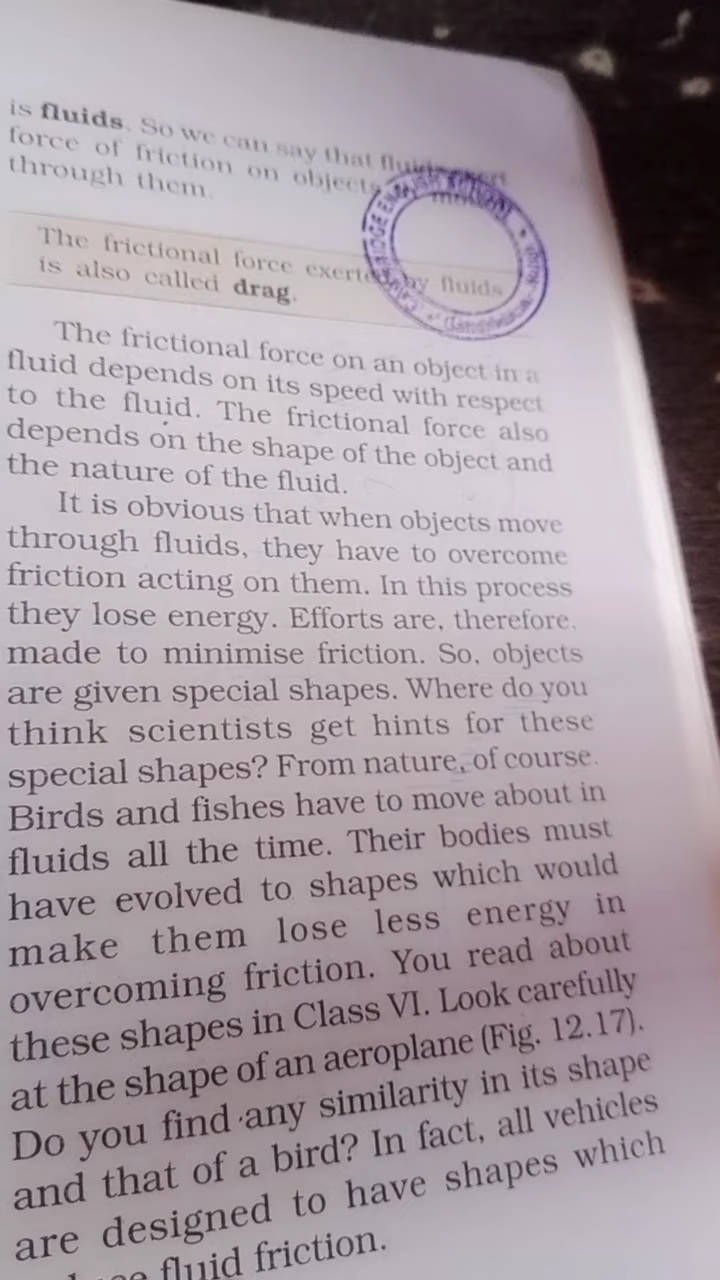 is fluids. So we can say that fluids exert
force of friction on objects
through them.
The frictional force exerted by fluids
is also called drag.
The frictional force on an object in a
fluid depends on its speed with respect
to the fluid. The frictional force also
depends on the shape of the object and
the nature of the fluid.
It is obvious that when objects move
through fluids, they have to overcome
friction acting on them. In this process
they lose energy. Efforts are, therefore,
made to minimise friction. So, objects
are given special shapes. Where do you
think scientists get hints for these
special shapes? From nature, of course.
Birds and fishes have to move about in
fluids all the time. Their bodies must
have evolved to shapes which would
make them lose less energy in
overcoming friction. You read about
these shapes in Class VI. Look carefully
at the shape of an aeroplane (Fig. 12.17).
Do you find any similarity in its shape
and that of a bird? In fact, all vehicles
are designed to have shapes which
fluid friction.